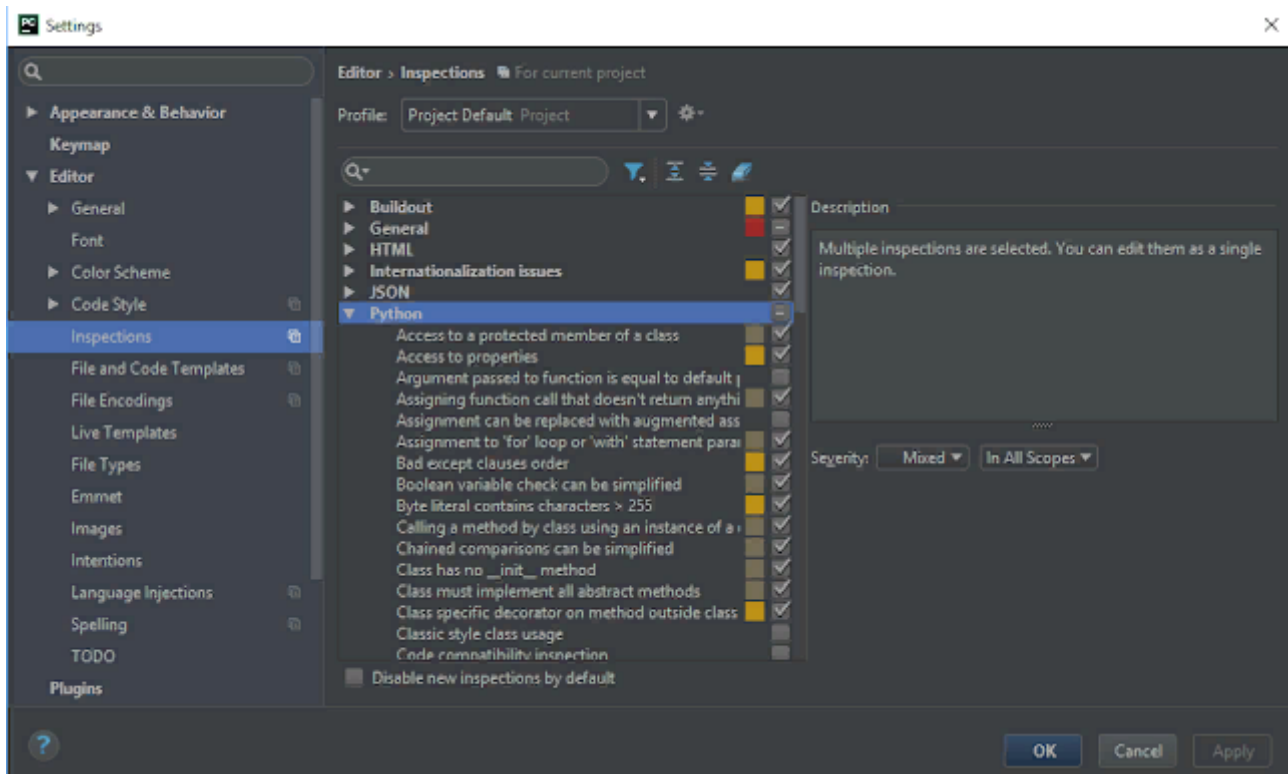 PC Settings
Editor › Inspections For current project
Profile: Project Default Project
Appearance & Behavior
Keymap
Editor
General
Font
Color Scheme
Code Style
Inspections
File and Code Templates
File Encodings
Live Templates
File Types
Emmet
Images
Intentions
Language Injections
Spelling
TODO
Plugins
Buildout
General
HTML
Internationalization issues
JSON
Python
Access to a protected member of a class
Access to properties
Argument passed to function is equal to default
Assigning function call that doesn't return anythi
Assignment can be replaced with augmented ass
Assignment to 'for' loop or 'with' statement para
Bad except clauses order
Boolean variable check can be simplified
Byte literal contains characters > 255
Calling a method by class using an instance of a
Chained comparisons can be simplified
Class has no __init__ method
Class must implement all abstract methods
Class specific decorator on method outside class
Classic style class usage
Code compatibility inspection
Disable new inspections by default
Description
Multiple inspections are selected. You can edit them as a single
inspection.
Severity: Mixed In All Scopes
?
OK Cancel Apply